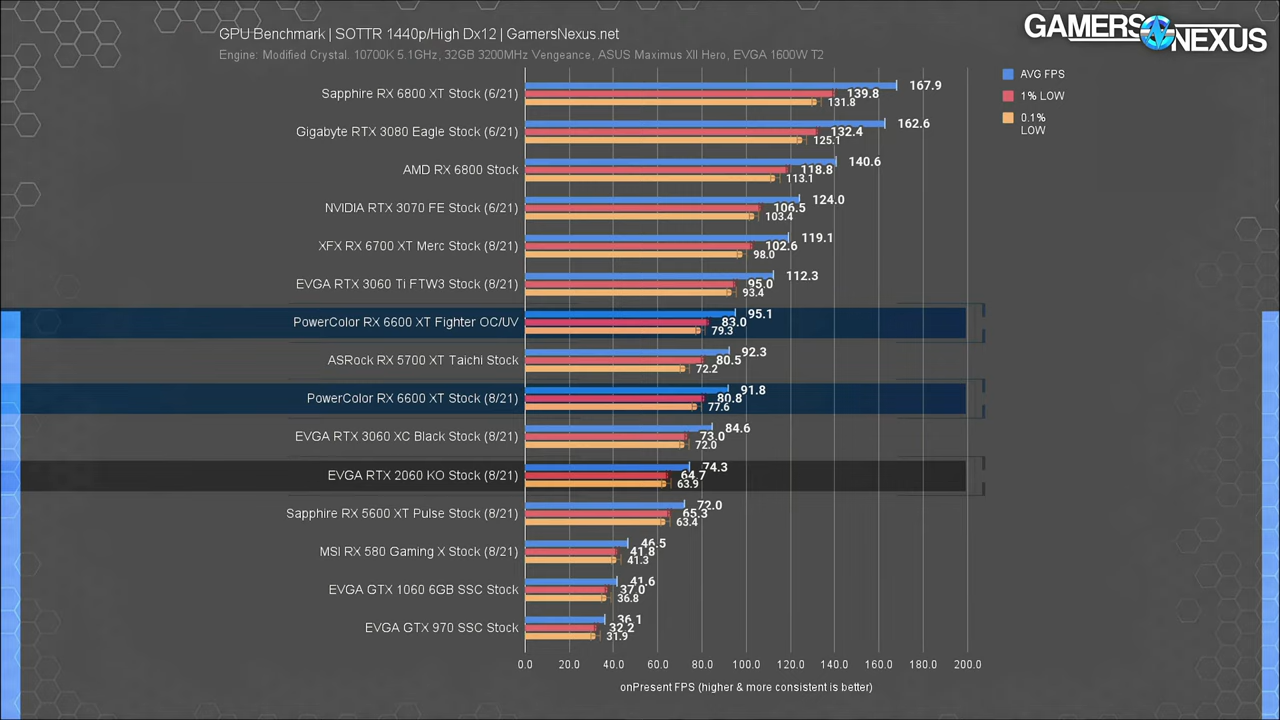 GPU Benchmark | SOTTR 1440p/High Dx12 | GamersNexus.net
Engine: Modified Crystal. 10700K 5.1GHz, 32GB 3200MHz Vengeance, ASUS Maximus XII Hero, EVGA 1600W T2
GAMERS NEXUS
AVG FPS
1% LOW
0.1%
LOW
Sapphire RX 6800 XT Stock (6/21) 167.9 139.8 131.8
Gigabyte RTX 3080 Eagle Stock (6/21) 162.6 132.4 125.1
AMD RX 6800 Stock 140.6 118.8 113.1
NVIDIA RTX 3070 FE Stock (6/21) 124.0 106.5 103.4
XFX RX 6700 XT Merc Stock (8/21) 119.1 102.6 98.0
EVGA RTX 3060 Ti FTW3 Stock (8/21) 112.3 95.0 93.4
PowerColor RX 6600 XT Fighter OC/UV 95.1 83.0 79.3
ASRock RX 5700 XT Taichi Stock 92.3 80.5 72.2
PowerColor RX 6600 XT Stock (8/21) 91.8 80.8 77.6
EVGA RTX 3060 XC Black Stock (8/21) 84.6 73.0 72.0
EVGA RTX 2060 KO Stock (8/21) 74.3 64.7 63.9
Sapphire RX 5600 XT Pulse Stock (8/21) 72.0 65.3 63.4
MSI RX 580 Gaming X Stock (8/21) 46.5 41.8 41.3
EVGA GTX 1060 6GB SSC Stock 41.6 37.0 36.8
EVGA GTX 970 SSC Stock 36.1 32.2 31.9
0.0 20.0 40.0 60.0 80.0 100.0 120.0 140.0 160.0 180.0 200.0
onPresent FPS (higher & more consistent is better)